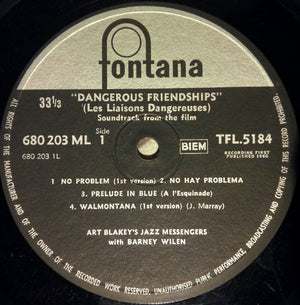 fontana
33 1/3
"DANGEROUS FRIENDSHIPS"
(Les Liaisons Dangereuses)
Soundtrack from the film
680 203 ML
Side 1
BIEM
TFL.5184
680 203 1L
RECORDING FIRST
PUBLISHED 1960
1 NO PROBLEM (1st version) 2. NO HAY PROBLEMA
3. PRELUDE IN BLUE (A l'Esquinade)
4. WALMONTANA (1st version) (J. Marray)
ART BLAKEY'S JAZZ MESSENGERS
with BARNEY WILEN
ALL RIGHTS OF THE MANUFACTURER AND OF THE OWNER OF THE RECORDED WORK RESERVED. UNAUTHORISED PUBLIC PERFORMANCE, BROADCASTING AND COPYING OF THIS RECORD PROHIBITED